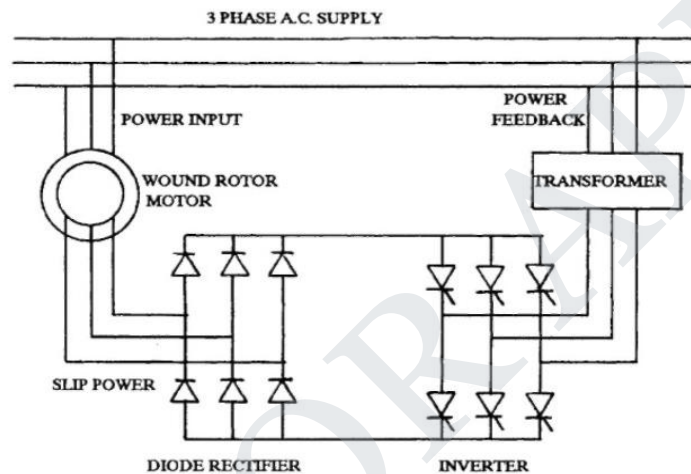 3 PHASE A.C. SUPPLY
POWER INPUT
POWER
FEEDBACK
WOUND ROTOR
MOTOR
TRANSFORMER
SLIP POWER
DIODE RECTIFIER
INVERTER